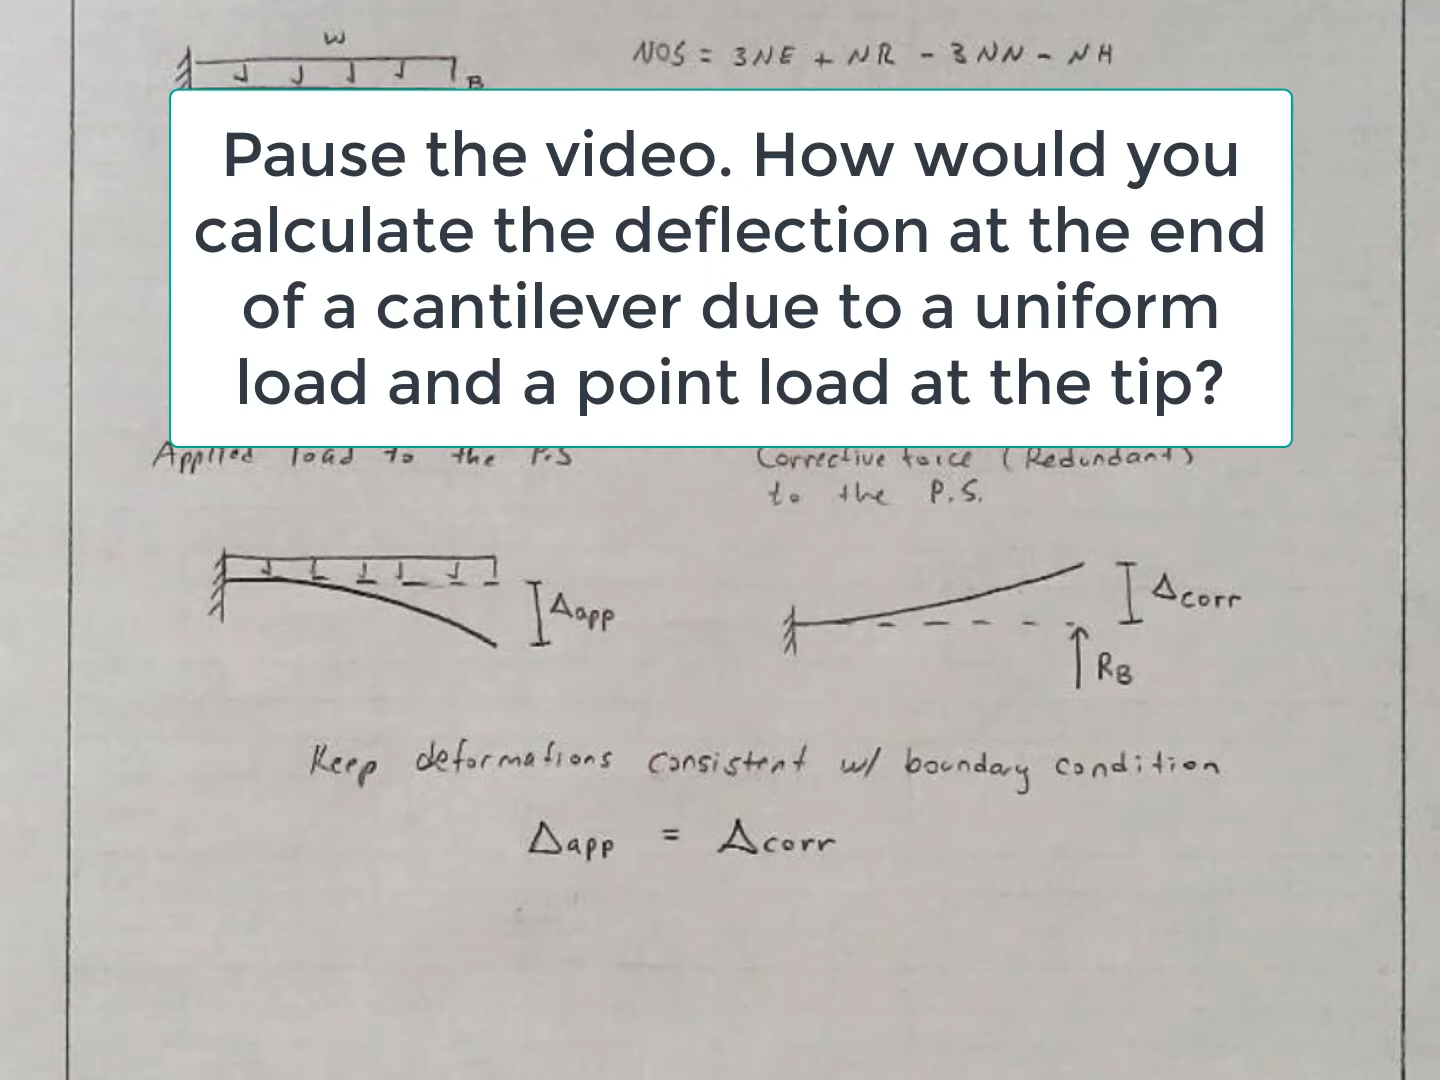 w
NOS = 3NE + NR - 3NN - NH
B
Pause the video. How would you
calculate the deflection at the end
of a cantilever due to a uniform
load and a point load at the tip?
Applied load to the P.S
Corrective force (Redundant)
to the P.S.
Δapp
Δcorr
RB
Keep deformations consistent w/ boundary condition
Δapp = Δcorr